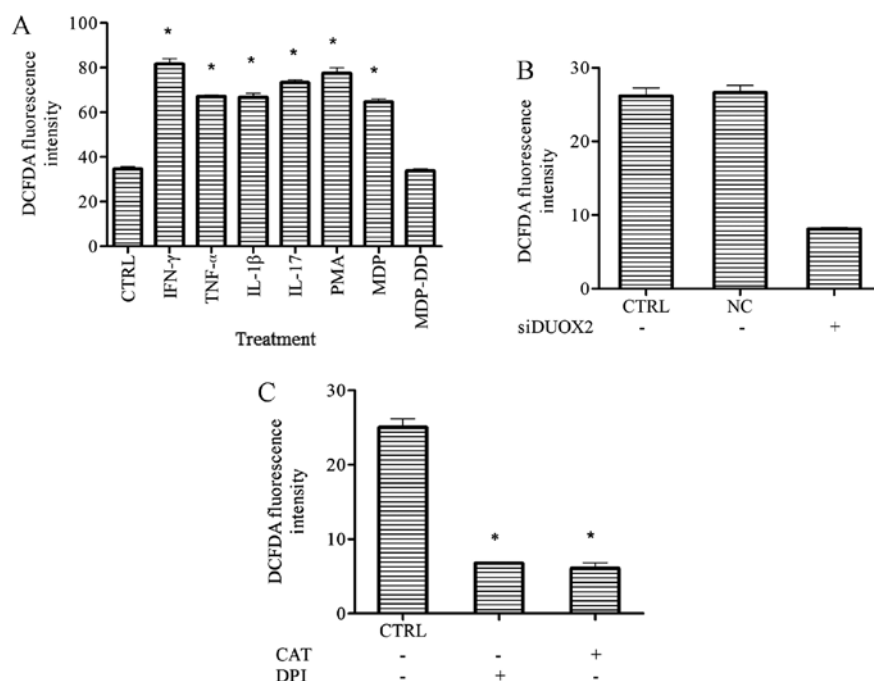 A
DCFDA fluorescence
intensity
100
80
60
40
20
0
* * * * * *
CTRL
IFN-γ
TNF-α
IL-1β
IL-17
PMA
MDP
MDP-DD
Treatment
B
DCFDA fluorescence
intensity
30
20
10
0
CTRL NC
siDUOX2 - - +
C
DCFDA fluorescence
intensity
30
20
10
0
* *
CTRL
CAT - - +
DPI - + -